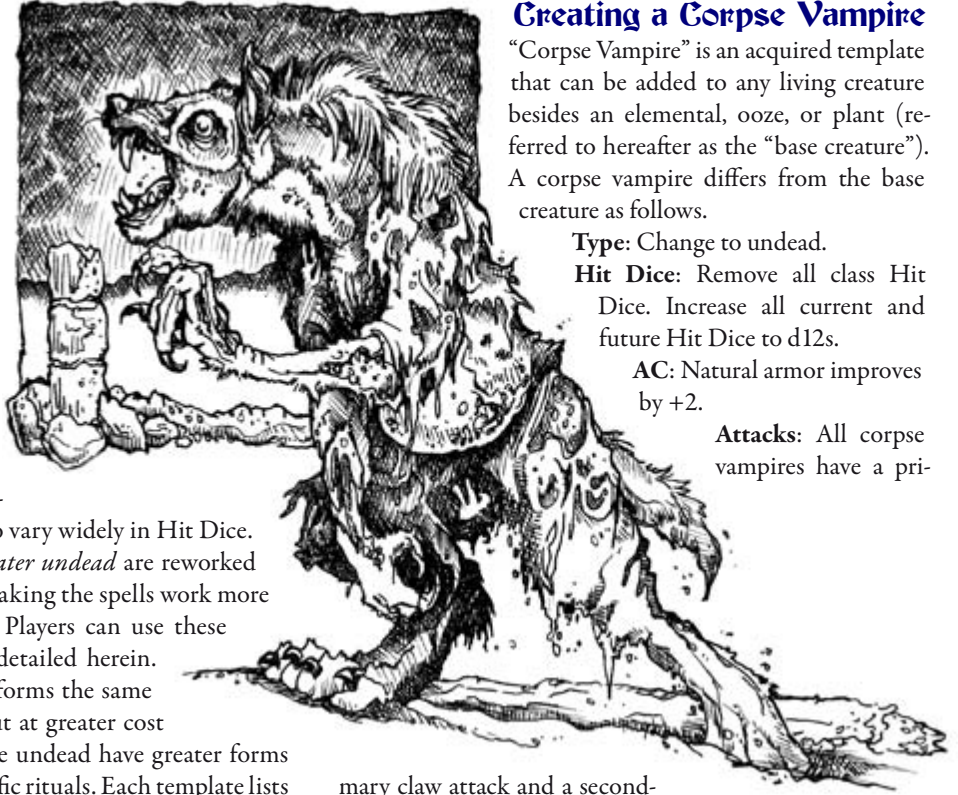 vary widely in Hit Dice.
ater undead are reworked
aking the spells work more
Players can use these
detailed herein.
forms the same
ut at greater cost
e undead have greater forms
fic rituals. Each template lists
Creating a Corpse Vampire
“Corpse Vampire” is an acquired template
that can be added to any living creature
besides an elemental, ooze, or plant (re-
ferred to hereafter as the “base creature”).
A corpse vampire differs from the base
creature as follows.
Type: Change to undead.
Hit Dice: Remove all class Hit
Dice. Increase all current and
future Hit Dice to d12s.
AC: Natural armor improves
by +2.
Attacks: All corpse
vampires have a pri-
mary claw attack and a second-